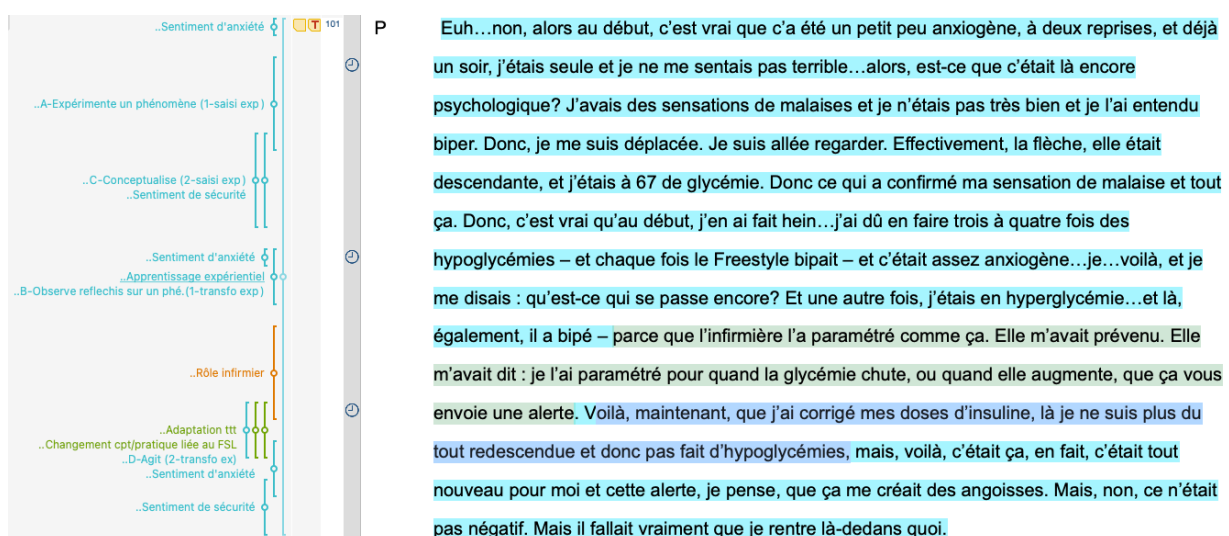 ..Sentiment d'anxiété
T 101
P
Euh…non, alors au début, c'est vrai que c'a été un petit peu anxiogène, à deux reprises, et déjà
un soir, j'étais seule et je ne me sentais pas terrible…alors, est-ce que c'était là encore
..A-Expérimente un phénomène (1-saisi exp)
psychologique? J'avais des sensations de malaises et je n'étais pas très bien et je l'ai entendu
biper. Donc, je me suis déplacée. Je suis allée regarder. Effectivement, la flèche, elle était
..C-Conceptualise (2-saisi exp)
..Sentiment de sécurité
descendante, et j'étais à 67 de glycémie. Donc ce qui a confirmé ma sensation de malaise et tout
ça. Donc, c'est vrai qu'au début, j'en ai fait hein…j'ai dû en faire trois à quatre fois des
..Sentiment d'anxiété
hypoglycémies – et chaque fois le Freestyle bipait – et c'était assez anxiogène…je…voilà, et je
..Apprentissage expérientiel
..B-Observe reflechis sur un phé.(1-transfo exp)
me disais : qu'est-ce qui se passe encore? Et une autre fois, j'étais en hyperglycémie…et là,
également, il a bipé – parce que l'infirmière l'a paramétré comme ça. Elle m'avait prévenu. Elle
..Rôle infirmier
m'avait dit : je l'ai paramétré pour quand la glycémie chute, ou quand elle augmente, que ça vous
envoie une alerte. Voilà, maintenant, que j'ai corrigé mes doses d'insuline, là je ne suis plus du
..Adaptation ttt
..Changement cpt/pratique liée au FSL
..D-Agit (2-transfo ex)
..Sentiment d'anxiété
tout redescendue et donc pas fait d'hypoglycémies, mais, voilà, c'était ça, en fait, c'était tout
nouveau pour moi et cette alerte, je pense, que ça me créait des angoisses. Mais, non, ce n'était
..Sentiment de sécurité
pas négatif. Mais il fallait vraiment que je rentre là-dedans quoi.